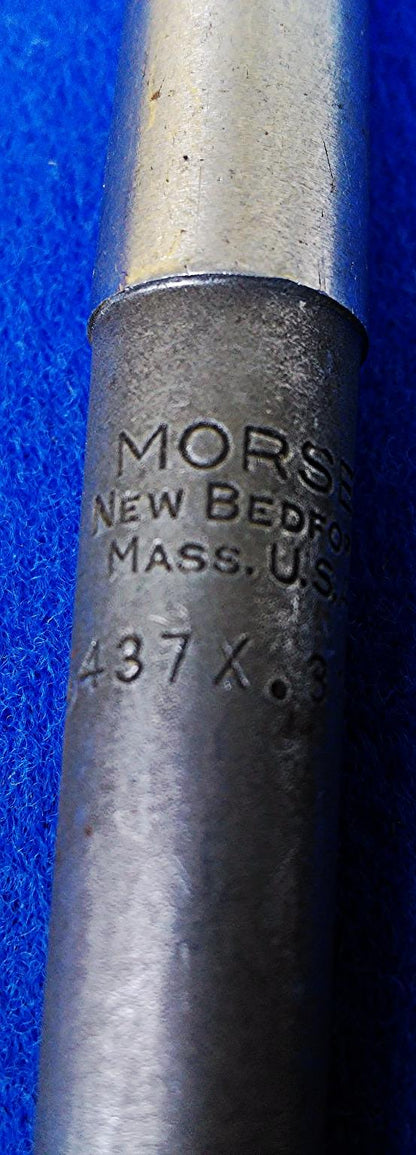 MORSE
NEW BEDFO
MASS. U.S.
437 X .3